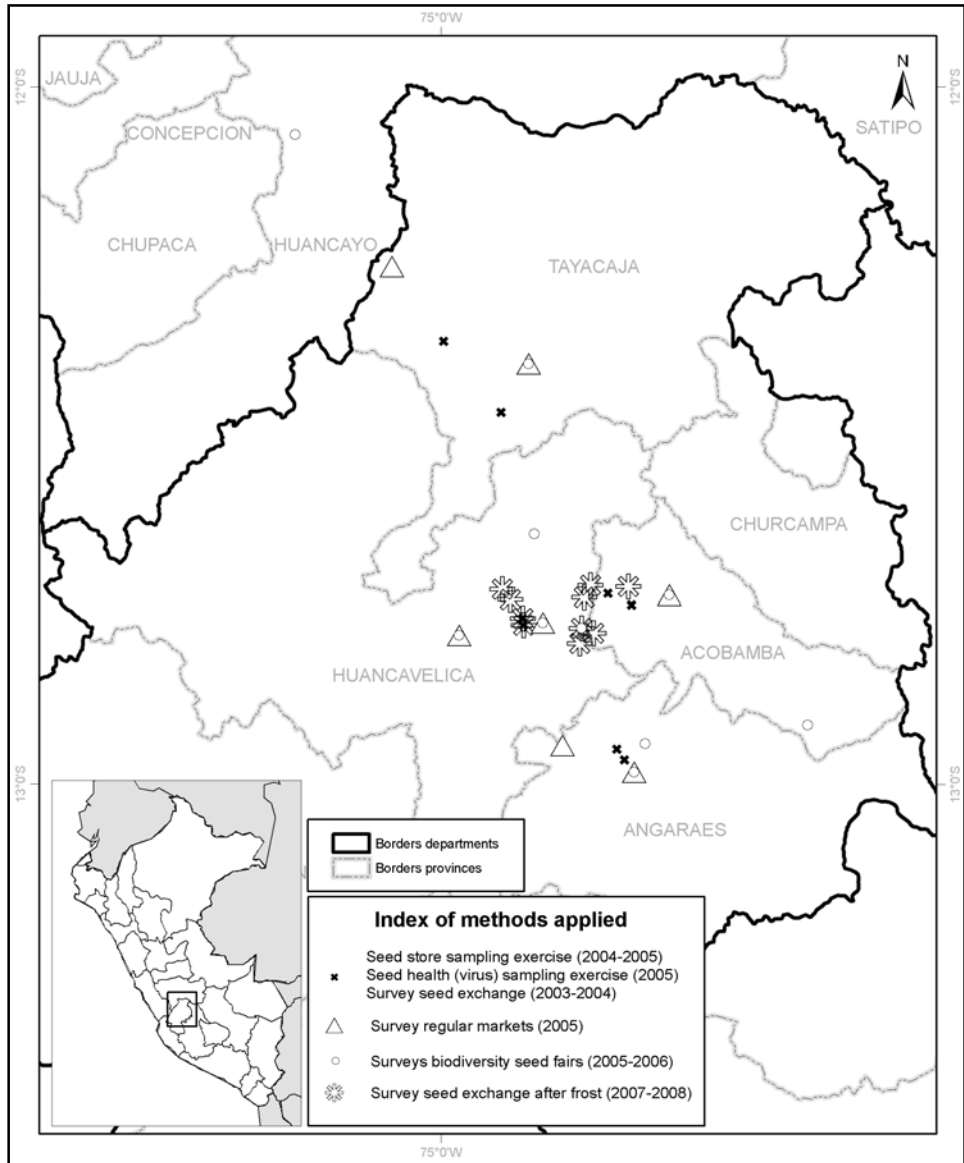 75°0'W
N
12°0'S
12°0'S
JAUJA
CONCEPCION
SATIPO
CHUPACA
HUANCAYO
TAYACAJA
CHURCAMPA
HUANCAVELICA
ACOBAMBA
13°0'S
13°0'S
ANGARAES
Borders departments
Borders provinces
Index of methods applied
Seed store sampling exercise (2004-2005)
Seed health (virus) sampling exercise (2005)
Survey seed exchange (2003-2004)
Survey regular markets (2005)
Surveys biodiversity seed fairs (2005-2006)
Survey seed exchange after frost (2007-2008)
75°0'W